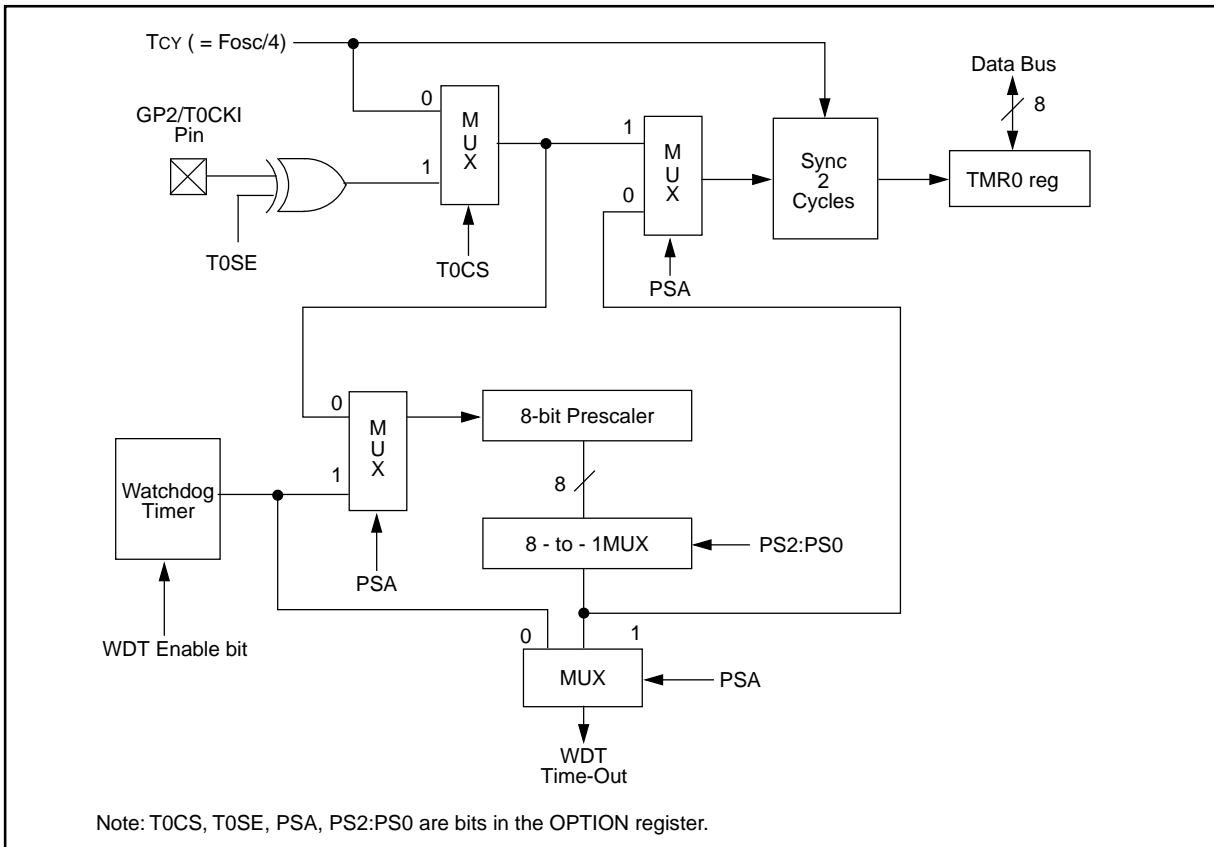 TCY ( = Fosc/4)
Data Bus
8
GP2/T0CKI
Pin
0
1
M
U
X
T0SE
T0CS
1
0
M
U
X
PSA
Sync
2
Cycles
TMR0 reg
0
1
M
U
X
8-bit Prescaler
8
Watchdog
Timer
PSA
8 - to - 1MUX
PS2:PS0
WDT Enable bit
0
1
MUX
PSA
WDT
Time-Out
Note: T0CS, T0SE, PSA, PS2:PS0 are bits in the OPTION register.